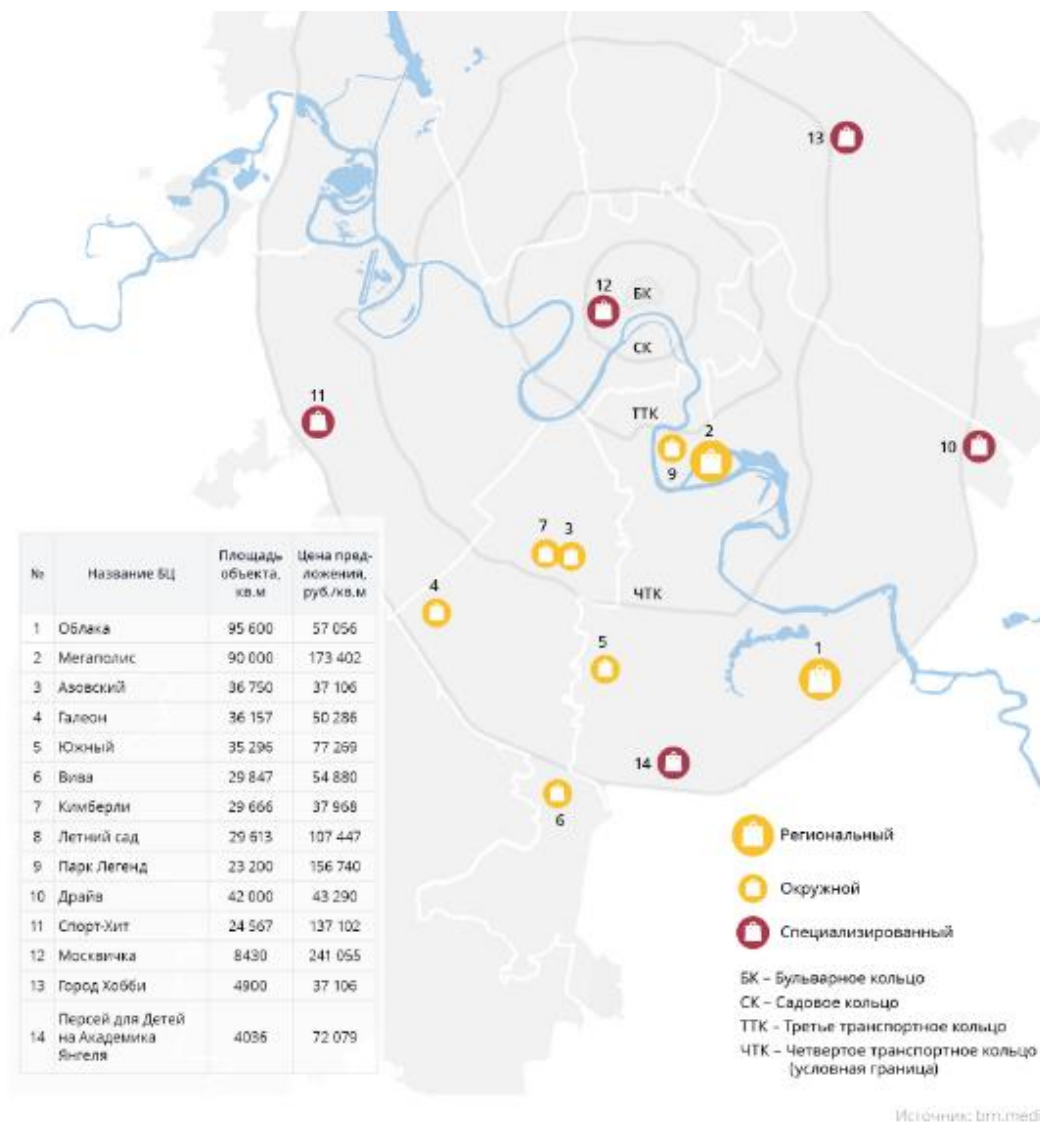 13
12
БК
СК
11
ТТК
2
10
9
7 3
4
ЧТК
5
1
14
6
№ Название БЦ Площадь объекта, кв.м Цена пред-ложения, руб./кв.м
1 Облака 95 600 57 056
2 Мегаполис 90 000 173 402
3 Азовский 36 750 37 106
4 Галеон 36 157 50 286
5 Южный 35 296 77 269
6 Вива 29 847 54 880
7 Кимберли 29 666 37 968
8 Летний сад 29 613 107 447
9 Парк Легенд 23 200 156 740
10 Драйв 42 000 43 290
11 Спорт-Хит 24 567 137 102
12 Москвичка 8430 241 055
13 Город Хобби 4900 37 106
14 Персей для Детей на Академика Янгеля 4036 72 079
Региональный
Окружной
Специализированный
БК – Бульварное кольцо
СК – Садовое кольцо
ТТК – Третье транспортное кольцо
ЧТК – Четвертое транспортное кольцо
(условная граница)
Источник: bm.medi